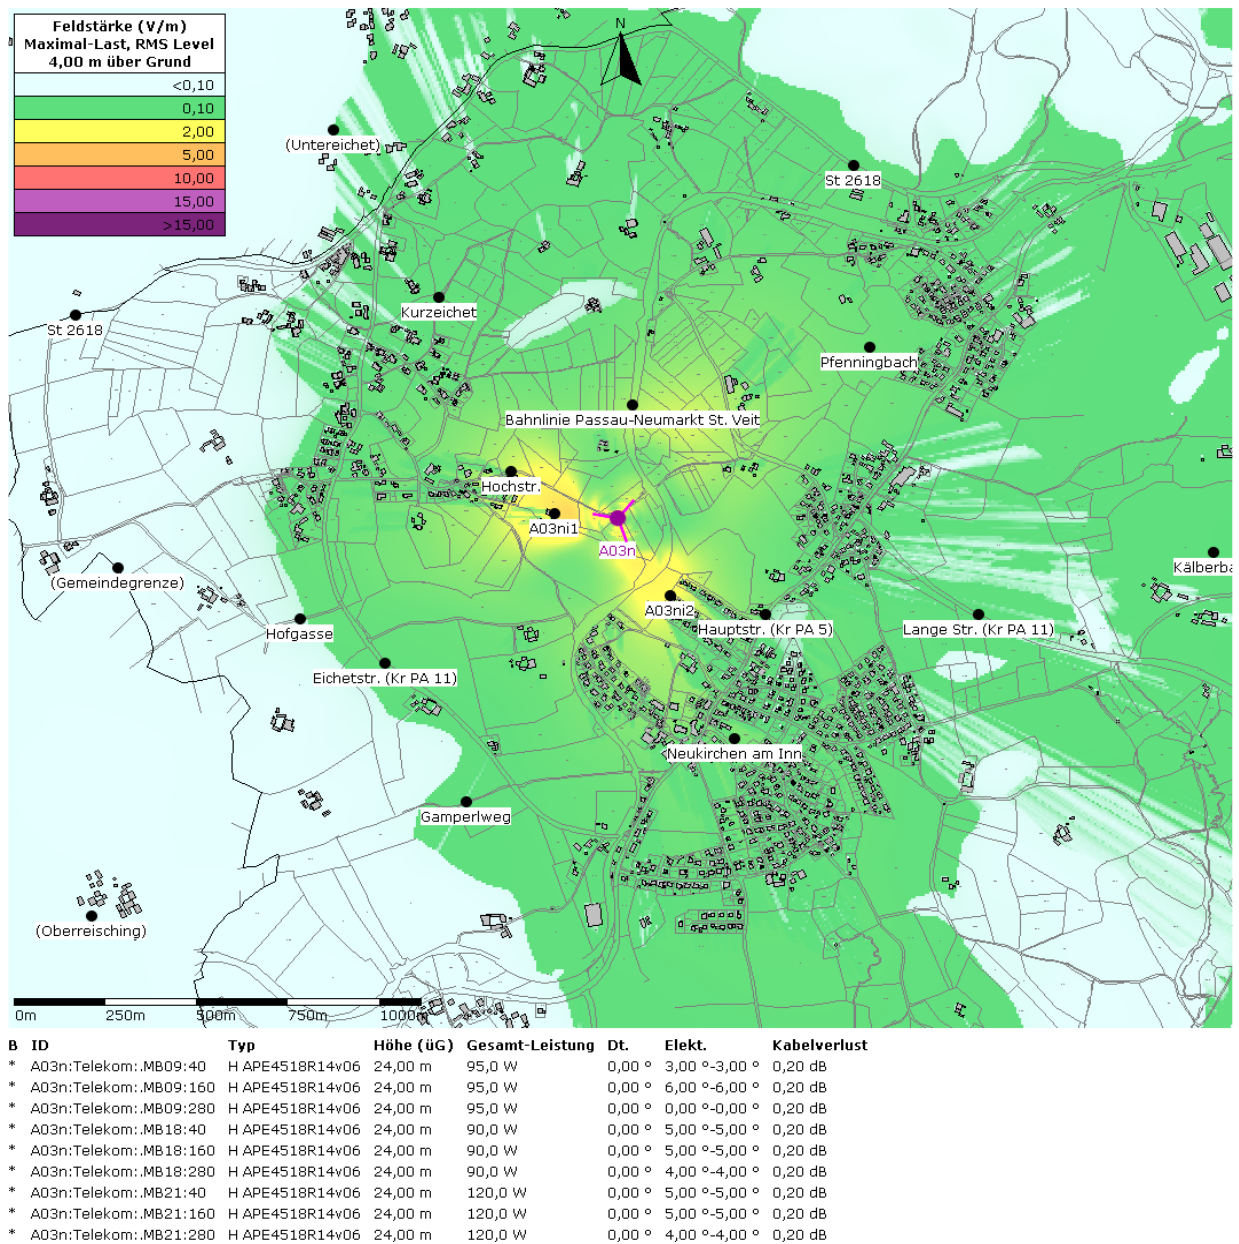 Feldstärke (V/m)
Maximal-Last, RMS Level
4,00 m über Grund
<0,10
0,10
2,00
5,00
10,00
15,00
>15,00
N
(Untereichet)
St 2618
Kurzeichet
St 2618
Pfenningbach
Bahnlinie Passau-Neumarkt St. Veit
Hochstr.
A03ni1
A03n
Kälberba
(Gemeindegrenze)
A03ni2
Hofgasse
Hauptstr. (Kr PA 5)
Lange Str. (Kr PA 11)
Eichetstr. (Kr PA 11)
Neukirchen am Inn
Gamperlweg
(Oberreisching)
0m 250m 500m 750m 1000m
B ID Typ Höhe (üG) Gesamt-Leistung Dt. Elekt. Kabelverlust
* A03n:Telekom:.MB09:40 H APE4518R14v06 24,00 m 95,0 W 0,00 ° 3,00 °-3,00 ° 0,20 dB
* A03n:Telekom:.MB09:160 H APE4518R14v06 24,00 m 95,0 W 0,00 ° 6,00 °-6,00 ° 0,20 dB
* A03n:Telekom:.MB09:280 H APE4518R14v06 24,00 m 95,0 W 0,00 ° 0,00 °-0,00 ° 0,20 dB
* A03n:Telekom:.MB18:40 H APE4518R14v06 24,00 m 90,0 W 0,00 ° 5,00 °-5,00 ° 0,20 dB
* A03n:Telekom:.MB18:160 H APE4518R14v06 24,00 m 90,0 W 0,00 ° 5,00 °-5,00 ° 0,20 dB
* A03n:Telekom:.MB18:280 H APE4518R14v06 24,00 m 90,0 W 0,00 ° 4,00 °-4,00 ° 0,20 dB
* A03n:Telekom:.MB21:40 H APE4518R14v06 24,00 m 120,0 W 0,00 ° 5,00 °-5,00 ° 0,20 dB
* A03n:Telekom:.MB21:160 H APE4518R14v06 24,00 m 120,0 W 0,00 ° 5,00 °-5,00 ° 0,20 dB
* A03n:Telekom:.MB21:280 H APE4518R14v06 24,00 m 120,0 W 0,00 ° 4,00 °-4,00 ° 0,20 dB